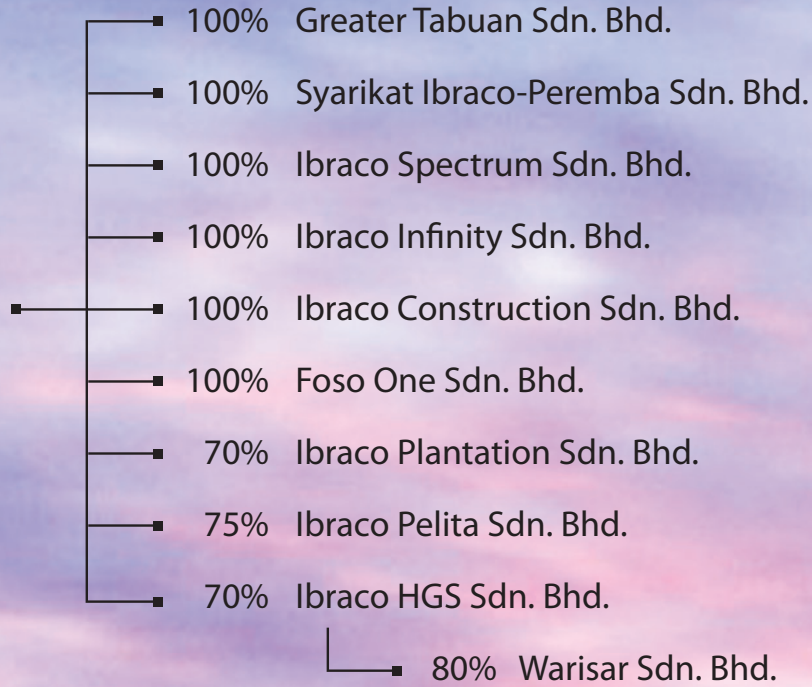 100% Greater Tabuan Sdn. Bhd.
100% Syarikat Ibraco-Peremba Sdn. Bhd.
100% Ibraco Spectrum Sdn. Bhd.
100% Ibraco Infinity Sdn. Bhd.
100% Ibraco Construction Sdn. Bhd.
100% Foso One Sdn. Bhd.
70% Ibraco Plantation Sdn. Bhd.
75% Ibraco Pelita Sdn. Bhd.
70% Ibraco HGS Sdn. Bhd.
80% Warisar Sdn. Bhd.